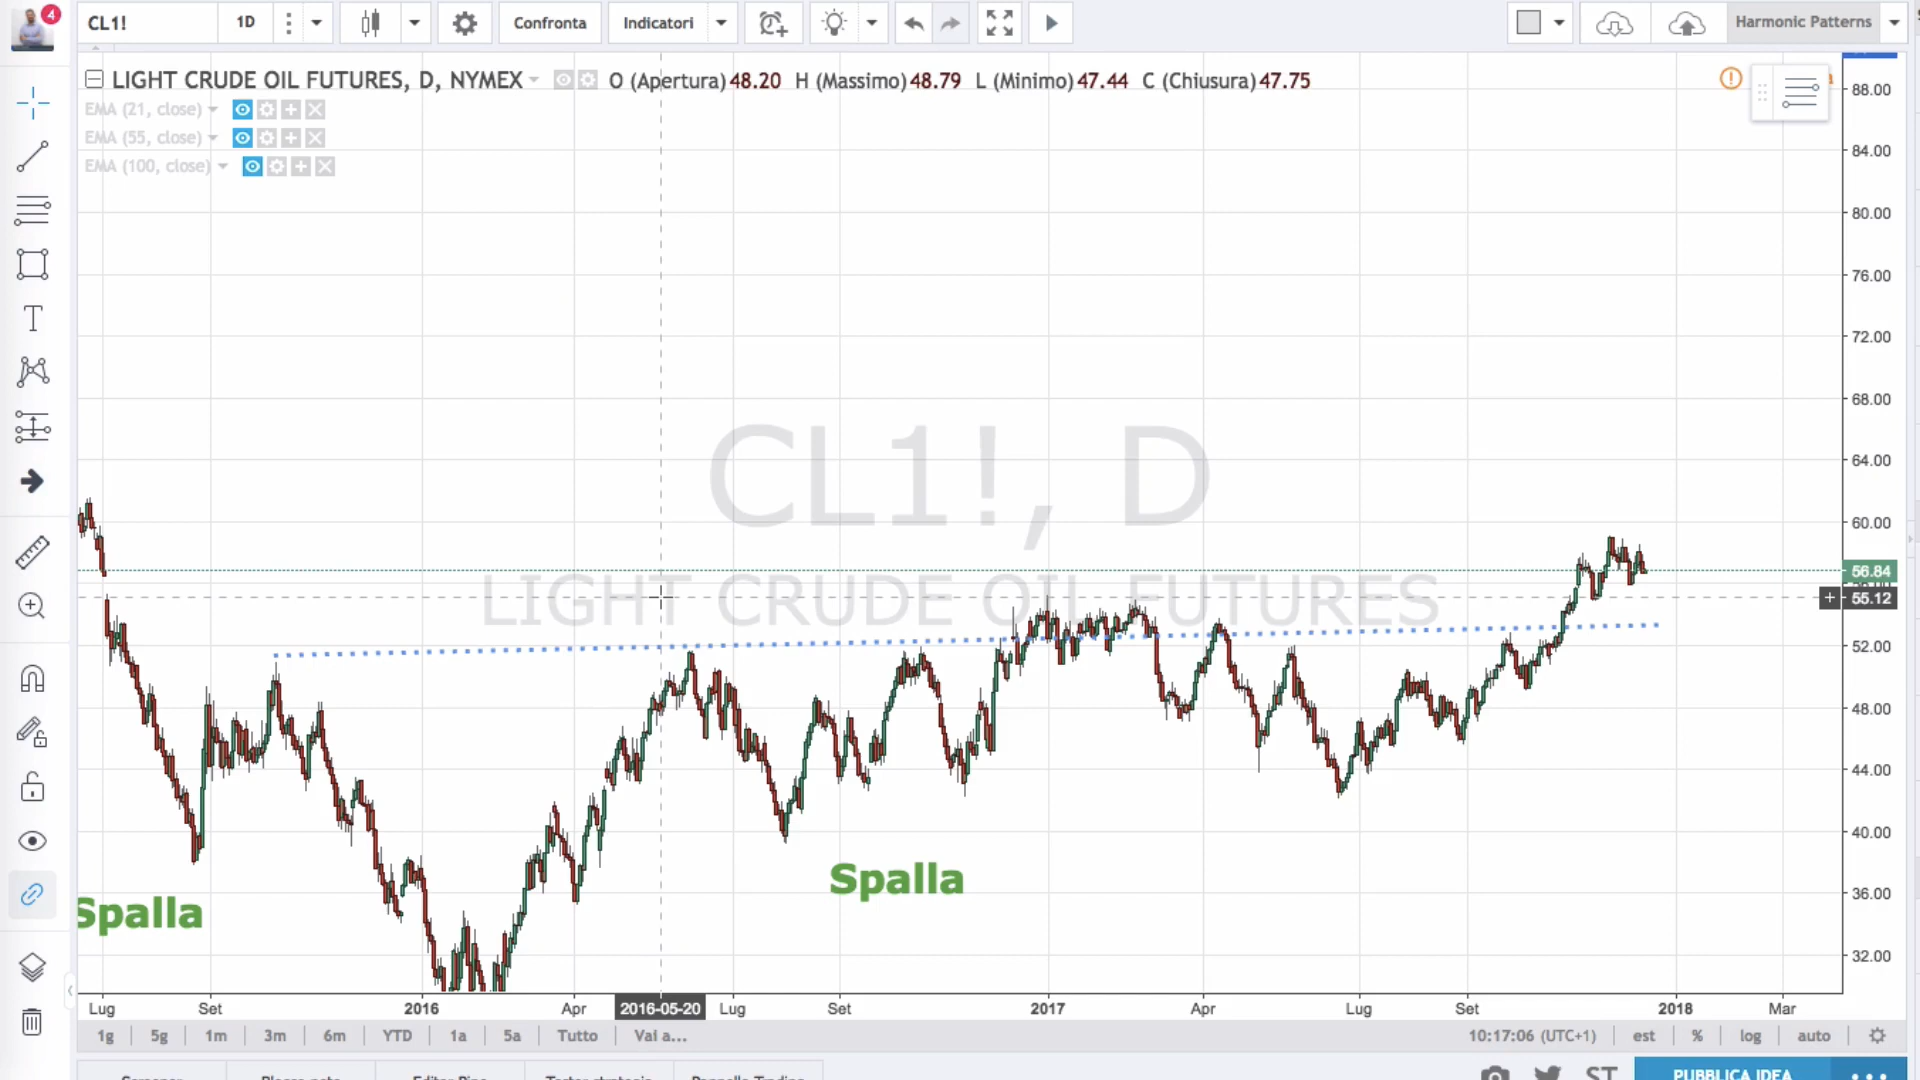 4
CL1!
1D
Confronta
Indicatori
Harmonic Patterns
LIGHT CRUDE OIL FUTURES, D, NYMEX
O (Apertura) 48.20 H (Massimo) 48.79 L (Minimo) 47.44 C (Chiusura) 47.75
EMA (21, close)
EMA (55, close)
EMA (100, close)
88.00
84.00
80.00
76.00
72.00
68.00
64.00
60.00
56.84
55.12
52.00
48.00
44.00
40.00
36.00
32.00
CL1!, D
LIGHT CRUDE OIL FUTURES
Spalla
Spalla
Lug Set 2016 Apr 2016-05-20 Lug Set 2017 Apr Lug Set 2018 Mar
1g 5g 1m 3m 6m YTD 1a 5a Tutto Vai a...
10:17:06 (UTC+1) est % log auto
ST
PUBBLICA IDEA